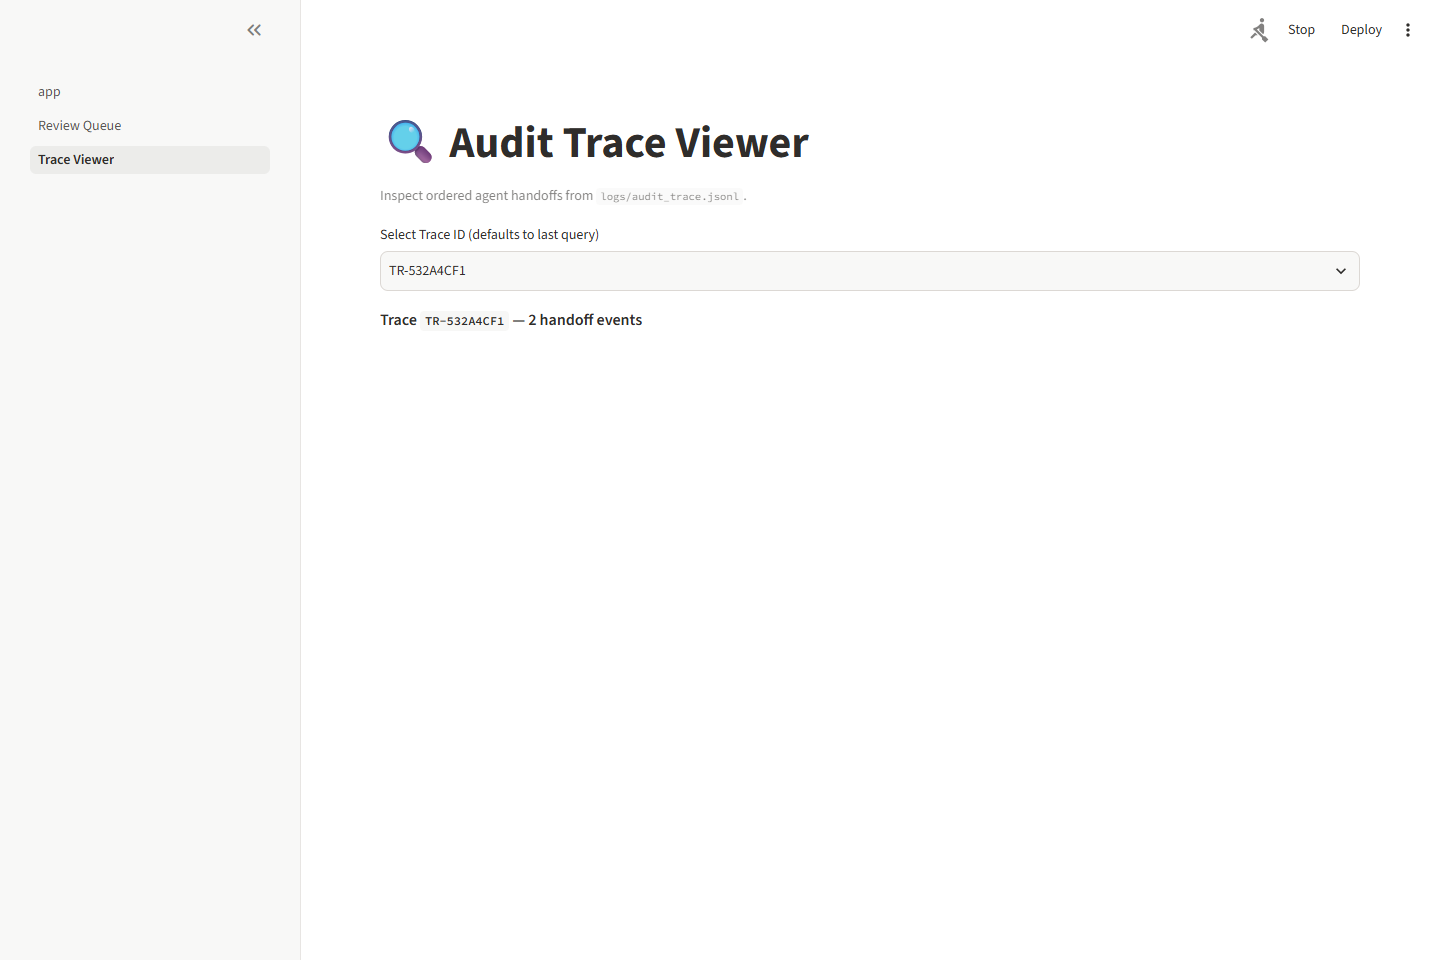 Stop
Deploy
app
Review Queue
Trace Viewer
Audit Trace Viewer
Inspect ordered agent handoffs from logs/audit_trace.jsonl.
Select Trace ID (defaults to last query)
TR-532A4CF1
Trace TR-532A4CF1 — 2 handoff events